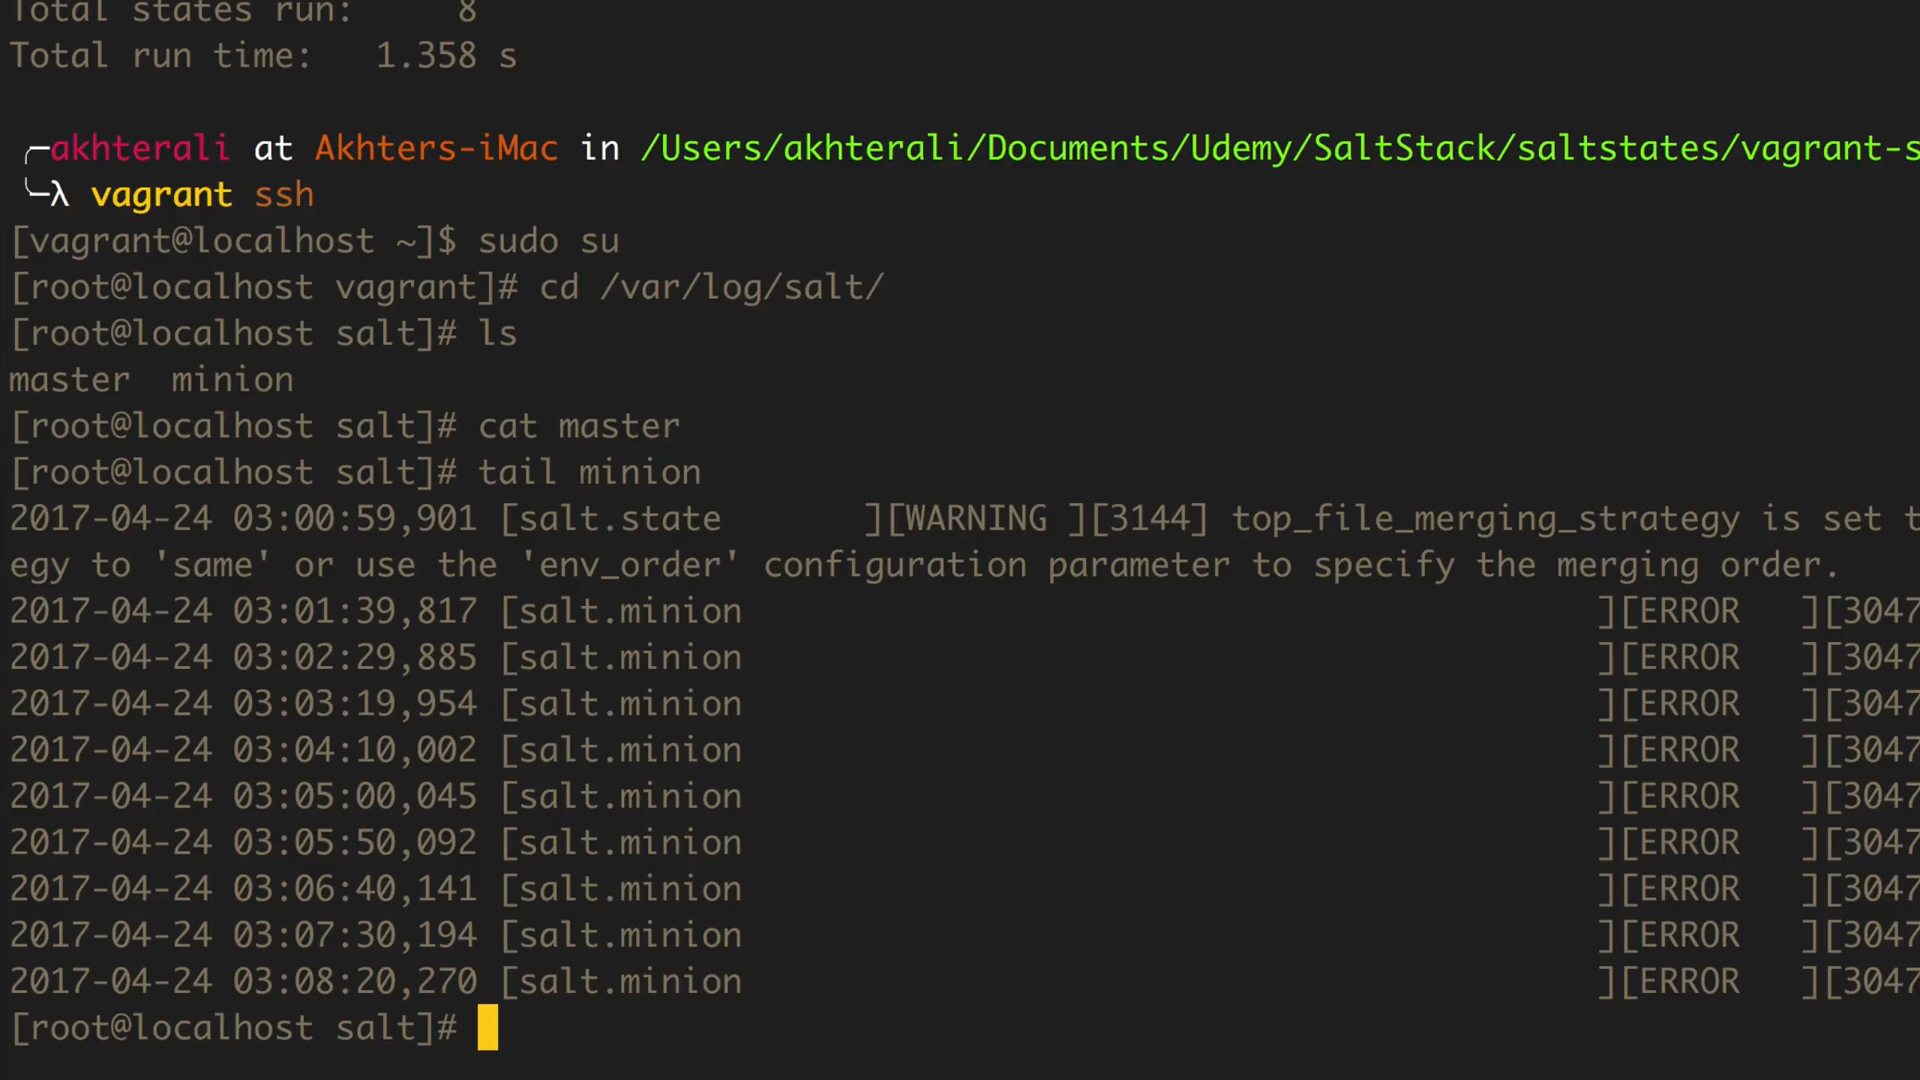 Total states run:     8
Total run time:   1.358 s
╭─akhterali at Akhters-iMac in /Users/akhterali/Documents/Udemy/SaltStack/saltstates/vagrant-s
╰─λ vagrant ssh
[vagrant@localhost ~]$ sudo su
[root@localhost vagrant]# cd /var/log/salt/
[root@localhost salt]# ls
master  minion
[root@localhost salt]# cat master
[root@localhost salt]# tail minion
2017-04-24 03:00:59,901 [salt.state       ][WARNING ][3144] top_file_merging_strategy is set t
egy to 'same' or use the 'env_order' configuration parameter to specify the merging order.
2017-04-24 03:01:39,817 [salt.minion                                          ][ERROR   ][3047
2017-04-24 03:02:29,885 [salt.minion                                          ][ERROR   ][3047
2017-04-24 03:03:19,954 [salt.minion                                          ][ERROR   ][3047
2017-04-24 03:04:10,002 [salt.minion                                          ][ERROR   ][3047
2017-04-24 03:05:00,045 [salt.minion                                          ][ERROR   ][3047
2017-04-24 03:05:50,092 [salt.minion                                          ][ERROR   ][3047
2017-04-24 03:06:40,141 [salt.minion                                          ][ERROR   ][3047
2017-04-24 03:07:30,194 [salt.minion                                          ][ERROR   ][3047
2017-04-24 03:08:20,270 [salt.minion                                          ][ERROR   ][3047
[root@localhost salt]#